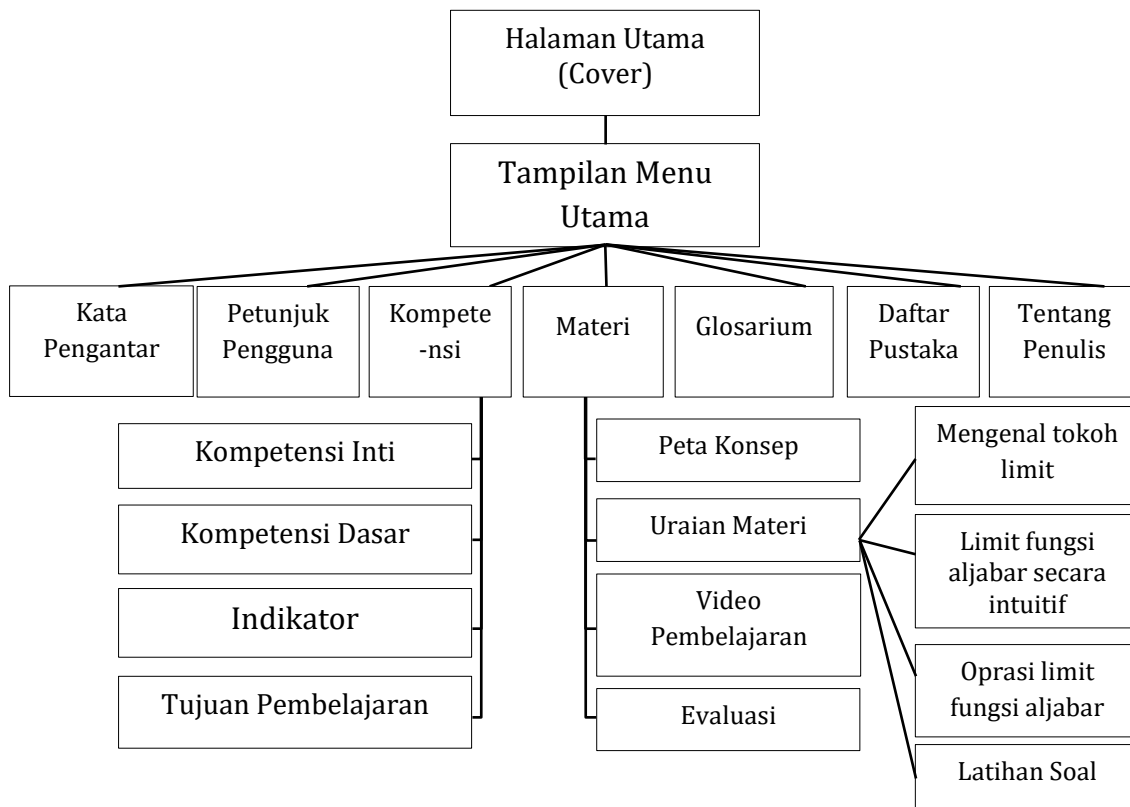 Halaman Utama
(Cover)
Tampilan Menu
Utama
Kata
Pengantar
Petunjuk
Pengguna
Kompete
-nsi
Materi
Glosarium
Daftar
Pustaka
Tentang
Penulis
Kompetensi Inti
Kompetensi Dasar
Indikator
Tujuan Pembelajaran
Peta Konsep
Uraian Materi
Video
Pembelajaran
Evaluasi
Mengenal tokoh
limit
Limit fungsi
aljabar secara
intuitif
Oprasi limit
fungsi aljabar
Latihan Soal